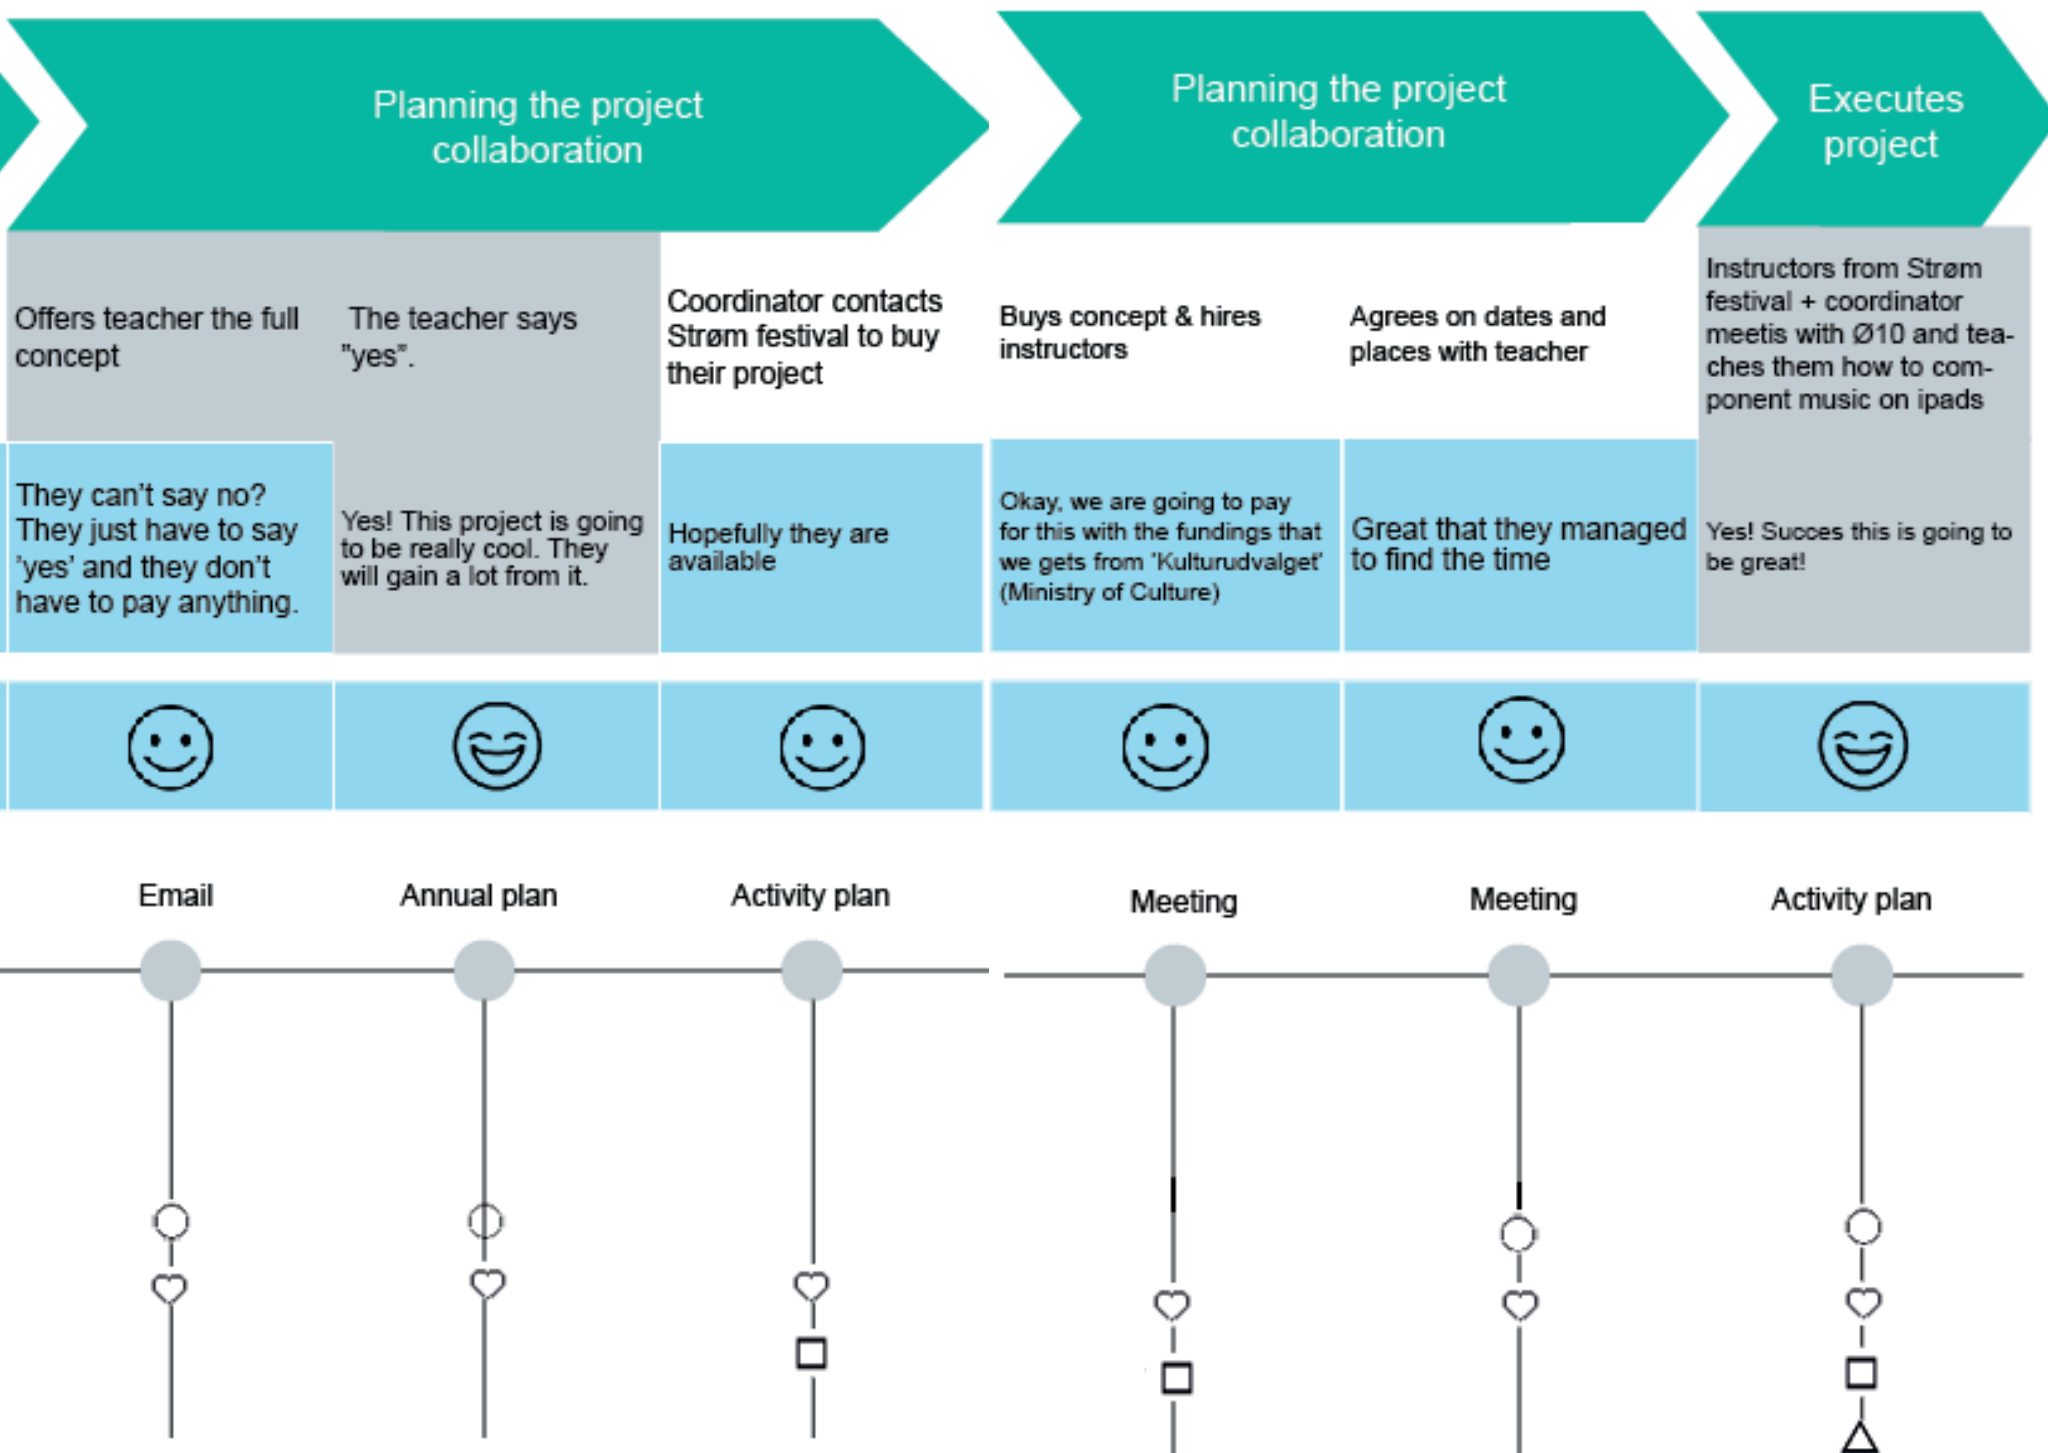 Planning the project
collaboration
Planning the project
collaboration
Executes
project
Offers teacher the full
concept
The teacher says
"yes".
Coordinator contacts
Strøm festival to buy
their project
Buys concept & hires
instructors
Agrees on dates and
places with teacher
Instructors from Strøm
festival + coordinator
meetis with Ø10 and tea-
ches them how to com-
ponent music on ipads
They can't say no?
They just have to say
'yes' and they don't
have to pay anything.
Yes! This project is going
to be really cool. They
will gain a lot from it.
Hopefully they are
available
Okay, we are going to pay
for this with the fundings that
we gets from 'Kulturudvalget'
(Ministry of Culture)
Great that they managed
to find the time
Yes! Succes this is going to
be great!
Email
Annual plan
Activity plan
Meeting
Meeting
Activity plan